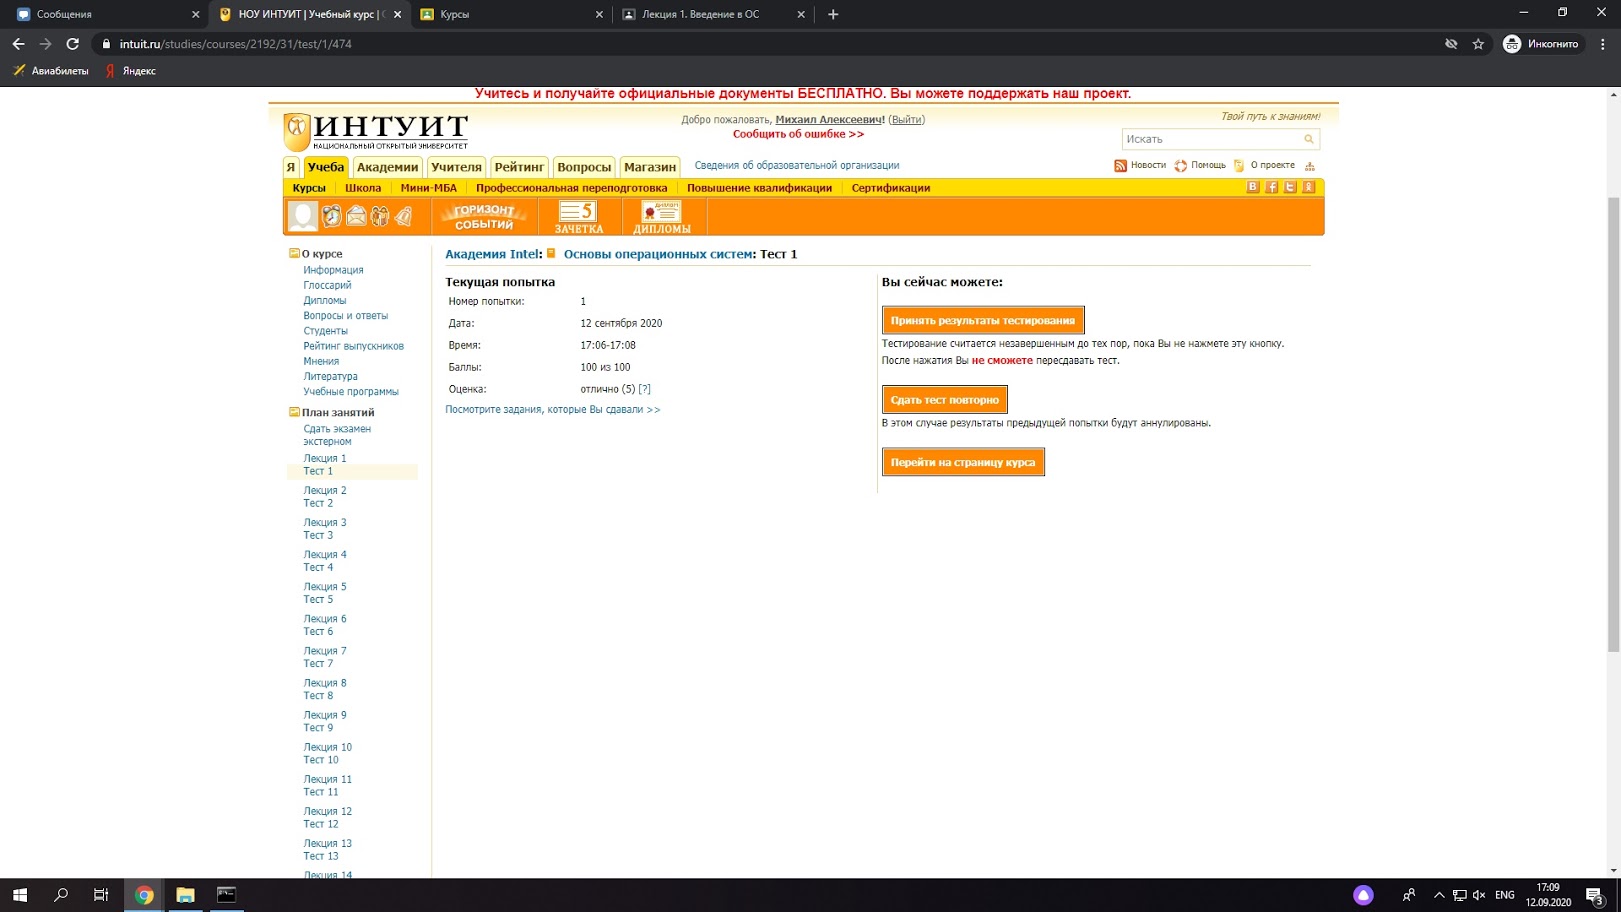 Сообщения
НОУ ИНТУИТ | Учебный курс | О
Курсы
Лекция 1. Введение в ОС
intuit.ru/studies/courses/2192/31/test/1/474
Инкогнито
Авиабилеты
Яндекс
Учитесь и получайте официальные документы БЕСПЛАТНО. Вы можете поддержать наш проект.
ИНТУИТ
НАЦИОНАЛЬНЫЙ ОТКРЫТЫЙ УНИВЕРСИТЕТ
Добро пожаловать, Михаил Алексеевич! (Выйти)
Сообщить об ошибке >>
Твой путь к знаниям!
Искать
Я Учеба Академии Учителя Рейтинг Вопросы Магазин
Сведения об образовательной организации
Новости Помощь О проекте
Курсы Школа Мини-МБА Профессиональная переподготовка Повышение квалификации Сертификации
ГОРИЗОНТ
СОБЫТИЙ
5
ЗАЧЕТКА
ДИПЛОМ
ДИПЛОМЫ
О курсе
Информация
Глоссарий
Дипломы
Вопросы и ответы
Студенты
Рейтинг выпускников
Мнения
Литература
Учебные программы
План занятий
Сдать экзамен
экстерном
Лекция 1
Тест 1
Лекция 2
Тест 2
Лекция 3
Тест 3
Лекция 4
Тест 4
Лекция 5
Тест 5
Лекция 6
Тест 6
Лекция 7
Тест 7
Лекция 8
Тест 8
Лекция 9
Тест 9
Лекция 10
Тест 10
Лекция 11
Тест 11
Лекция 12
Тест 12
Лекция 13
Тест 13
Лекция 14
Академия Intel: Основы операционных систем: Тест 1
Текущая попытка
Номер попытки: 1
Дата: 12 сентября 2020
Время: 17:06-17:08
Баллы: 100 из 100
Оценка: отлично (5) [?]
Посмотрите задания, которые Вы сдавали >>
Вы сейчас можете:
Принять результаты тестирования
Тестирование считается незавершенным до тех пор, пока Вы не нажмете эту кнопку.
После нажатия Вы не сможете пересдавать тест.
Сдать тест повторно
В этом случае результаты предыдущей попытки будут аннулированы.
Перейти на страницу курса
ENG
17:09
12.09.2020
3